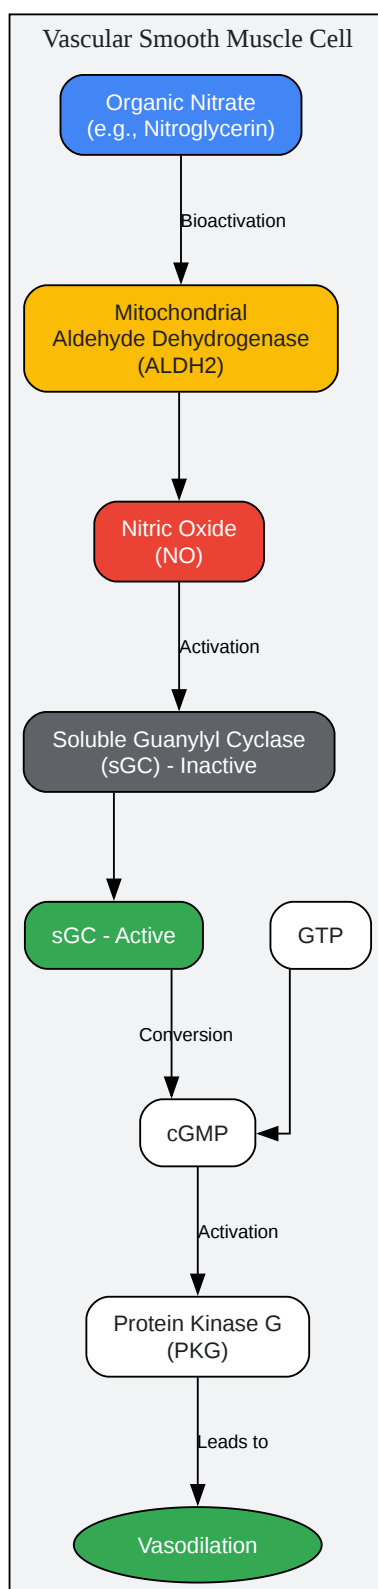 Vascular Smooth Muscle Cell
Organic Nitrate
(e.g., Nitroglycerin)
Bioactivation
Mitochondrial
Aldehyde Dehydrogenase
(ALDH2)
Nitric Oxide
(NO)
Activation
Soluble Guanylyl Cyclase
(sGC) - Inactive
sGC - Active
GTP
Conversion
cGMP
Activation
Protein Kinase G
(PKG)
Leads to
Vasodilation